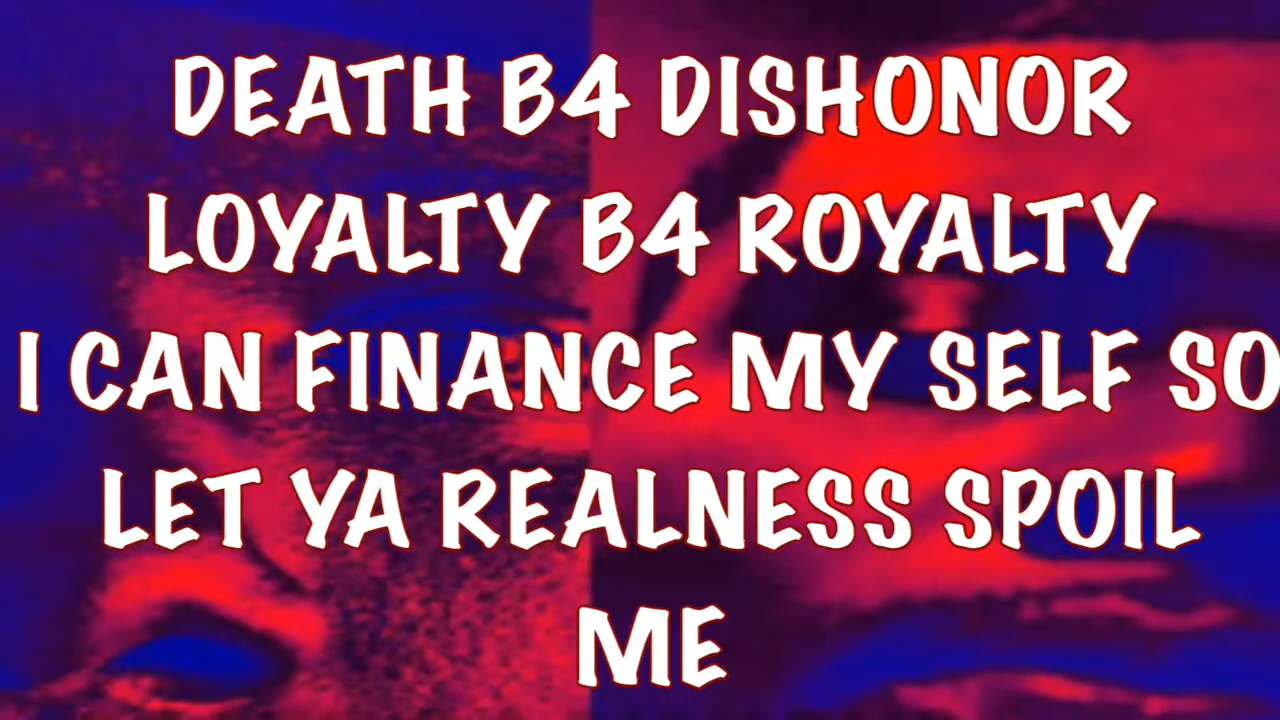 DEATH B4 DISHONOR
LOYALTY B4 ROYALTY
I CAN FINANCE MY SELF SO
LET YA REALNESS SPOIL
ME